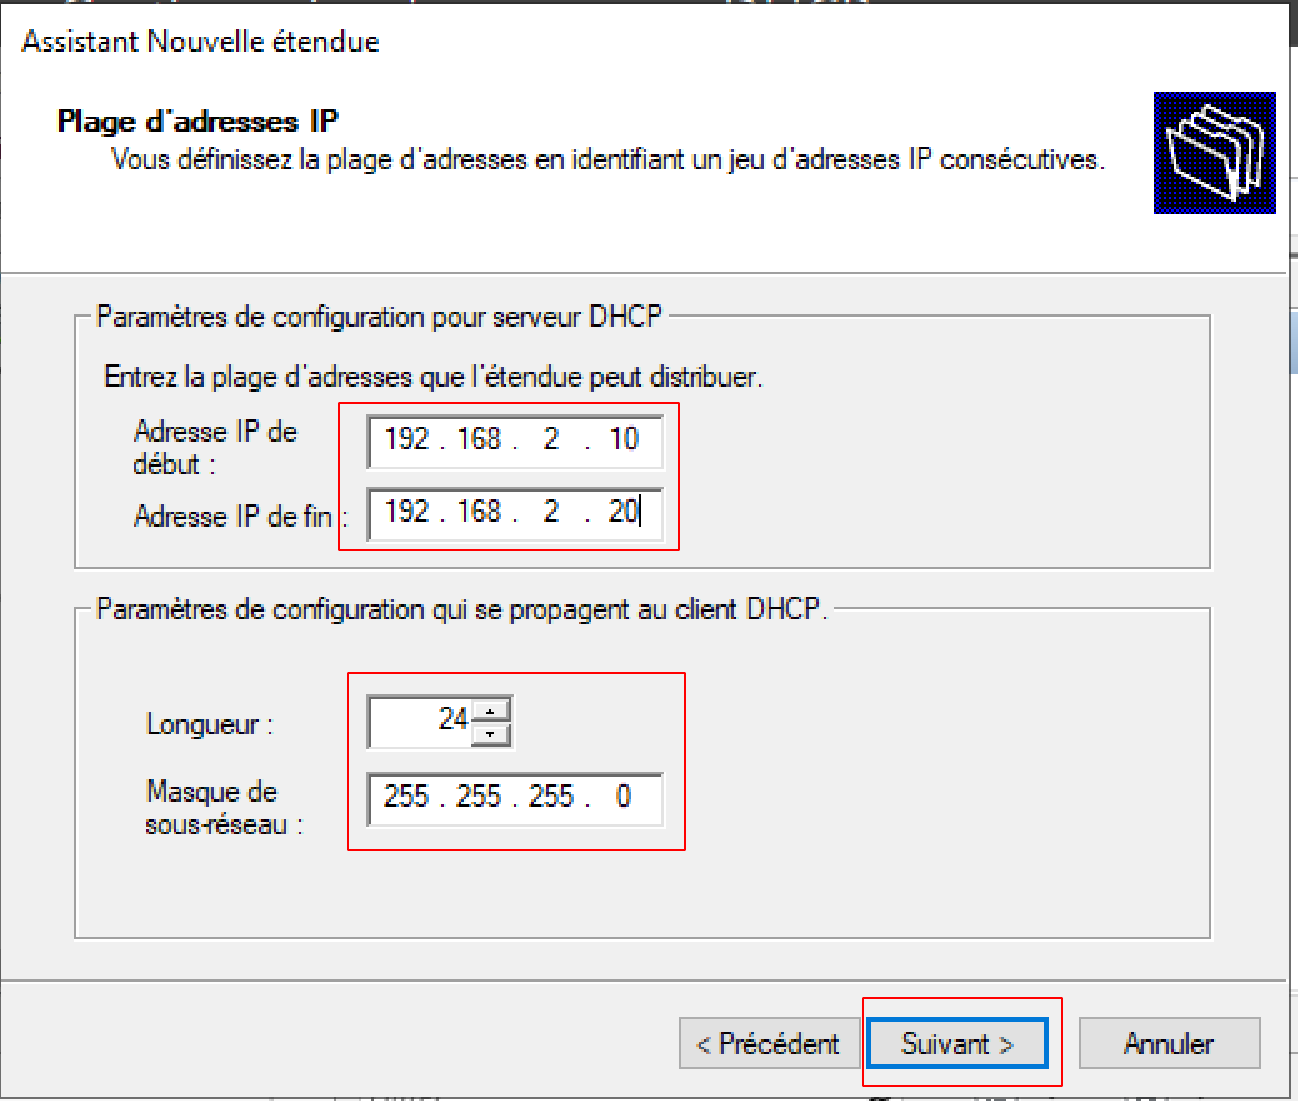 Assistant Nouvelle étendue
Plage d'adresses IP
Vous définissez la plage d'adresses en identifiant un jeu d'adresses IP consécutives.
Paramètres de configuration pour serveur DHCP
Entrez la plage d'adresses que l'étendue peut distribuer.
Adresse IP de
début :
192 . 168 . 2 . 10
Adresse IP de fin :
192 . 168 . 2 . 20
Paramètres de configuration qui se propagent au client DHCP.
Longueur :
24
Masque de
sous-réseau :
255 . 255 . 255 . 0
< Précédent
Suivant >
Annuler